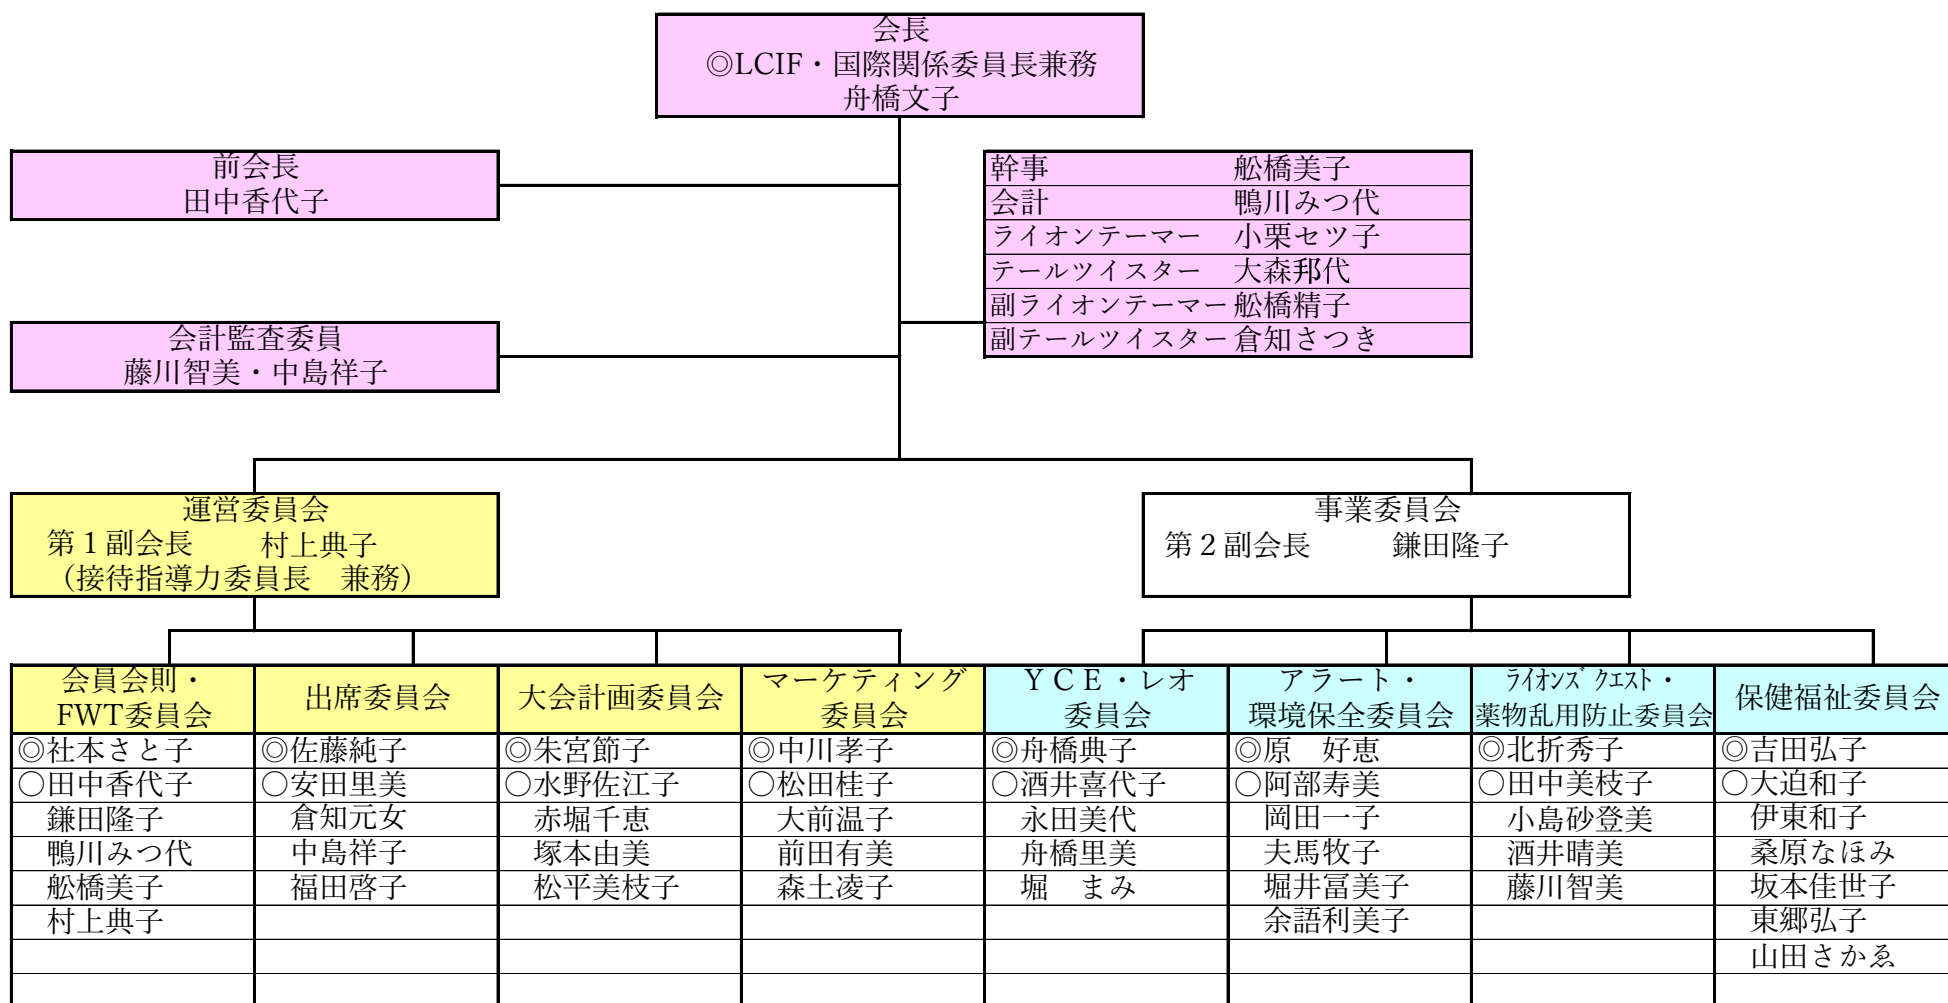 会長
◎LCIF・国際関係委員長兼務
舟橋文子
前会長
田中香代子
幹事 舩橋美子
会計 鴨川みつ代
ライオンテーマー 小栗セツ子
テールツイスター 大森邦代
副ライオンテーマー 舩橋精子
副テールツイスター 倉知さつき
会計監査委員
藤川智美・中島祥子
運営委員会
第１副会長 村上典子
（接待指導力委員長 兼務）
事業委員会
第２副会長 鎌田隆子
会員会則・
FWT委員会
◎社本さと子
○田中香代子
鎌田隆子
鴨川みつ代
舩橋美子
村上典子
出席委員会
◎佐藤純子
○安田里美
倉知元女
中島祥子
福田啓子
大会計画委員会
◎朱宮節子
○水野佐江子
赤堀千恵
塚本由美
松平美枝子
マーケティング
委員会
◎中川孝子
○松田桂子
大前温子
前田有美
森土凌子
ＹＣＥ・レオ
委員会
◎舟橋典子
○酒井喜代子
永田美代
舟橋里美
堀　まみ
アラート・
環境保全委員会
◎原　好恵
○阿部寿美
岡田一子
夫馬牧子
堀井冨美子
余語利美子
ﾗｲｵﾝｽﾞｸｴｽﾄ・
薬物乱用防止委員会
◎北折秀子
○田中美枝子
小島砂登美
酒井晴美
藤川智美
保健福祉委員会
◎吉田弘子
○大迫和子
伊東和子
桑原なほみ
坂本佳世子
東郷弘子
山田さかゑ